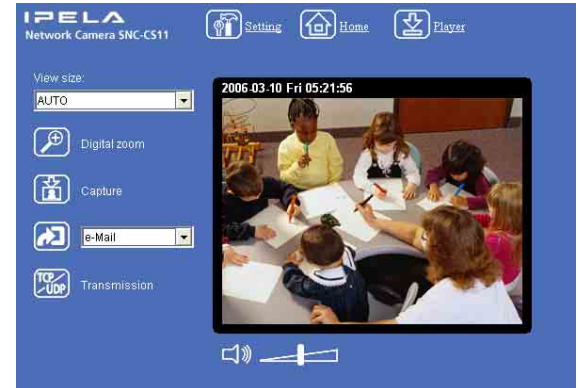 IPELA
Network Camera SNC-CS11
Setting
Home
Player
View size:
AUTO
2006-03-10 Fri 05:21:56
Digital zoom
Capture
e-Mail
TCP/UDP
Transmission